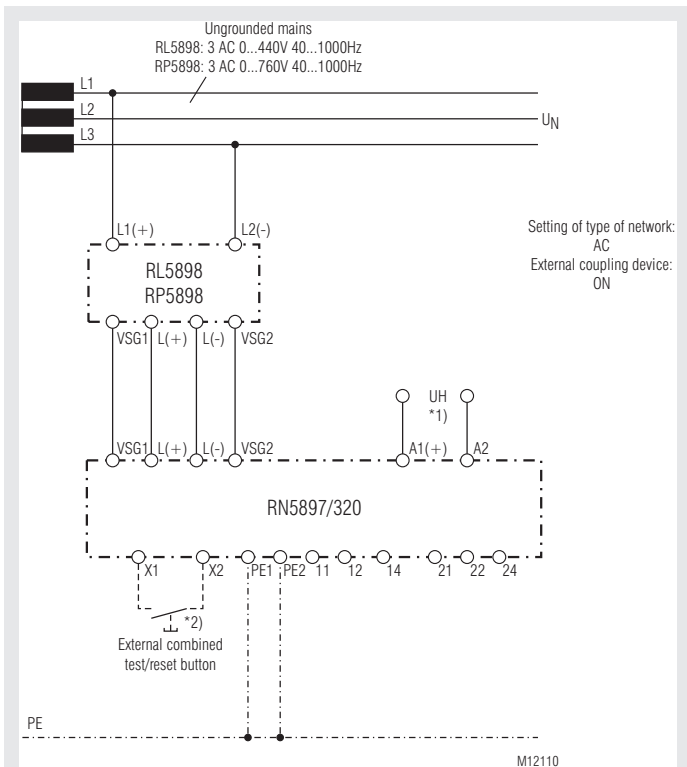 Ungrounded mains
RL5898: 3 AC 0...440V 40...1000Hz
RP5898: 3 AC 0...760V 40...1000Hz
L1
L2
UN
L3
L1(+) L2(-)
Setting of type of network:
AC
External coupling device:
ON
RL5898
RP5898
VSG1 L(+) L(-) VSG2
UH
*1)
VSG1 L(+) L(-) VSG2 A1(+) A2
RN5897/320
X1 X2 PE1 PE2 11 12 14 21 22 24
*2)
External combined
test/reset button
PE
M12110